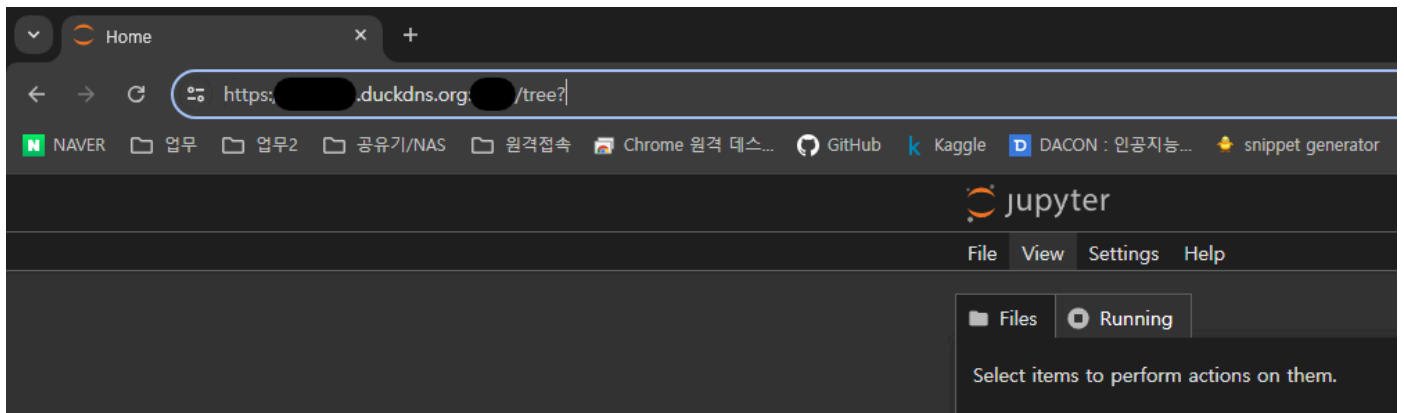 Home
https:/ .duckdns.org: /tree?
NAVER 업무 업무2 공유기/NAS 원격접속 Chrome 원격 데스... GitHub Kaggle DACON : 인공지능... snippet generator
jupyter
File View Settings Help
Files Running
Select items to perform actions on them.